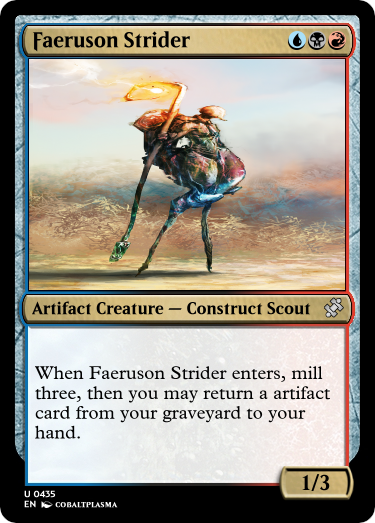 Faeruson Strider
Artifact Creature — Construct Scout
When Faeruson Strider enters, mill
three, then you may return a artifact
card from your graveyard to your
hand.
1/3
U 0435
EN COBALTPLASMA